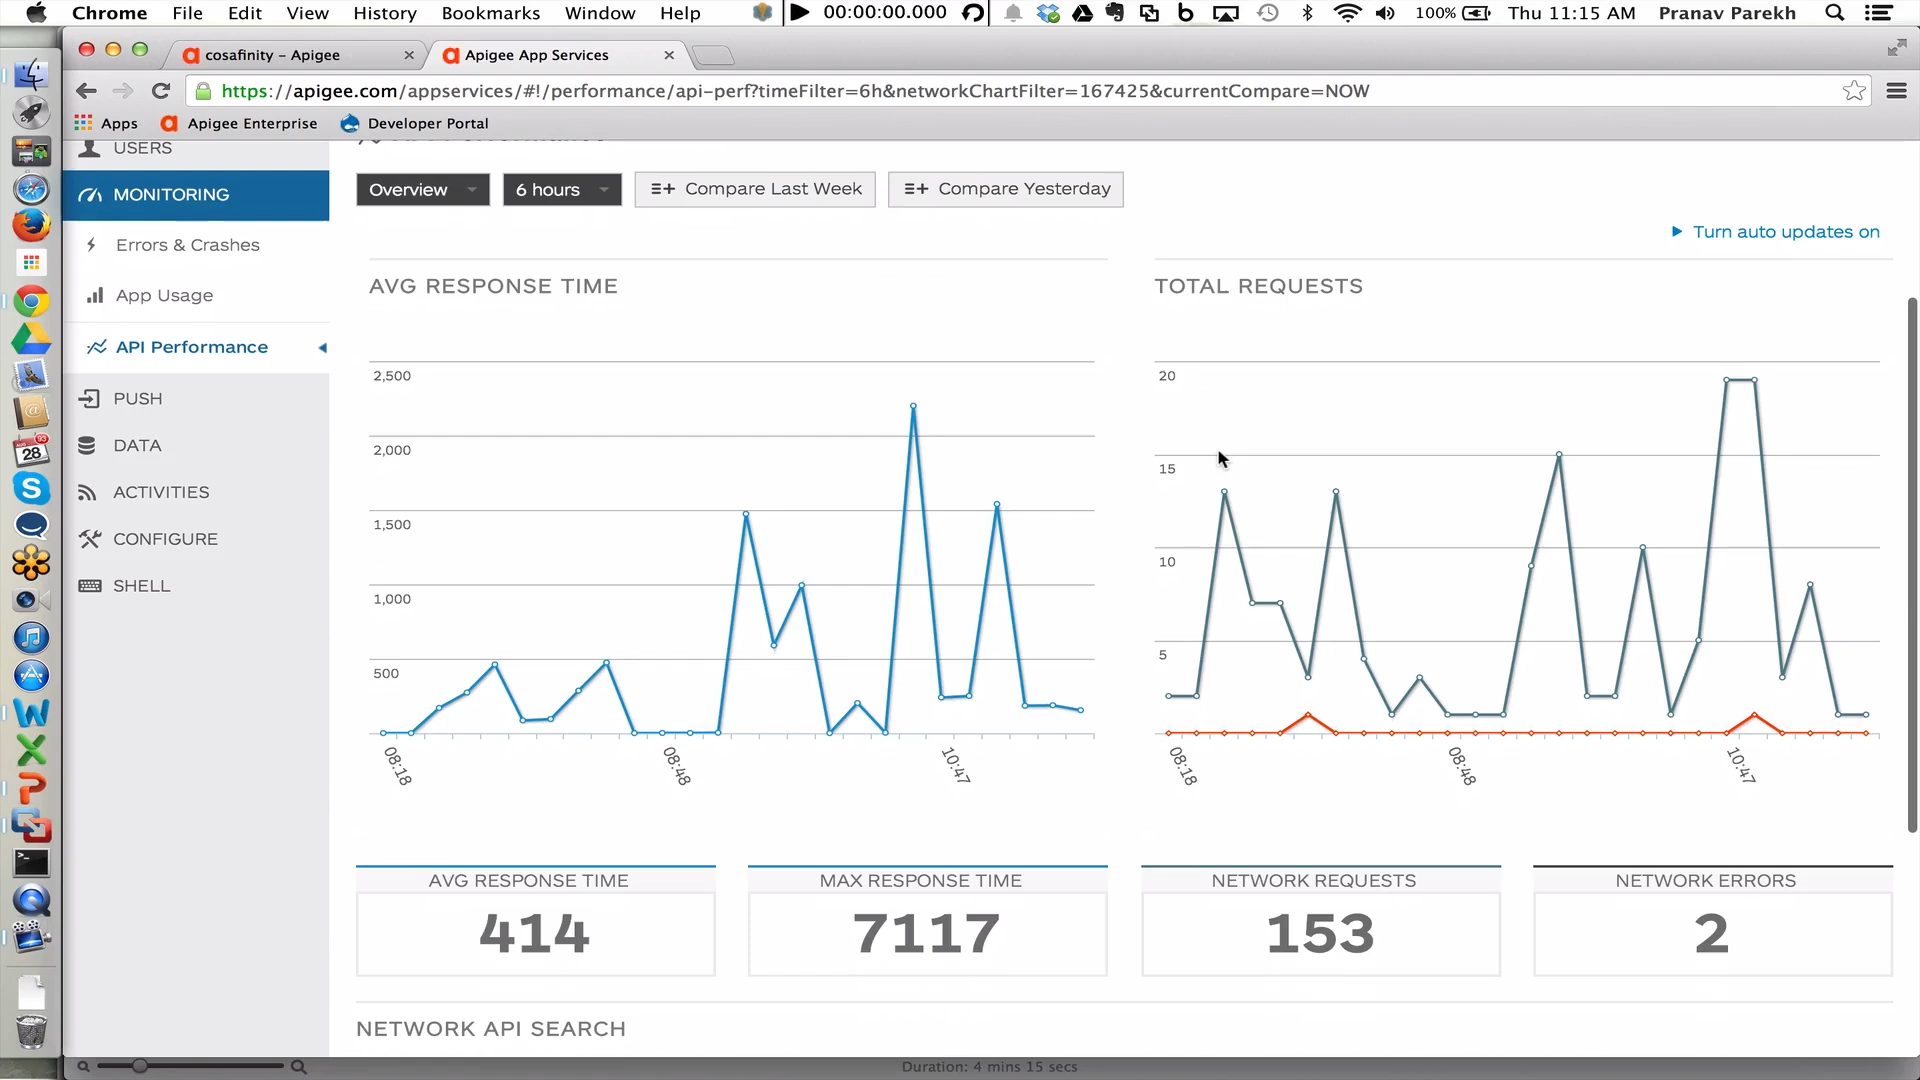 Chrome File Edit View History Bookmarks Window Help 00:00:00.000 100% Thu 11:15 AM Pranav Parekh
cosafinity – Apigee
Apigee App Services
https://apigee.com/appservices/#!/performance/api-perf?timeFilter=6h&networkChartFilter=167425&currentCompare=NOW
Apps Apigee Enterprise Developer Portal
USERS
MONITORING
Errors & Crashes
App Usage
API Performance
PUSH
DATA
ACTIVITIES
CONFIGURE
SHELL
Overview 6 hours Compare Last Week Compare Yesterday
Turn auto updates on
AVG RESPONSE TIME
2,500
2,000
1,500
1,000
500
08:18 08:48 10:47
TOTAL REQUESTS
20
15
10
5
08:18 08:48 10:47
AVG RESPONSE TIME
414
MAX RESPONSE TIME
7117
NETWORK REQUESTS
153
NETWORK ERRORS
2
NETWORK API SEARCH
Duration: 4 mins 15 secs